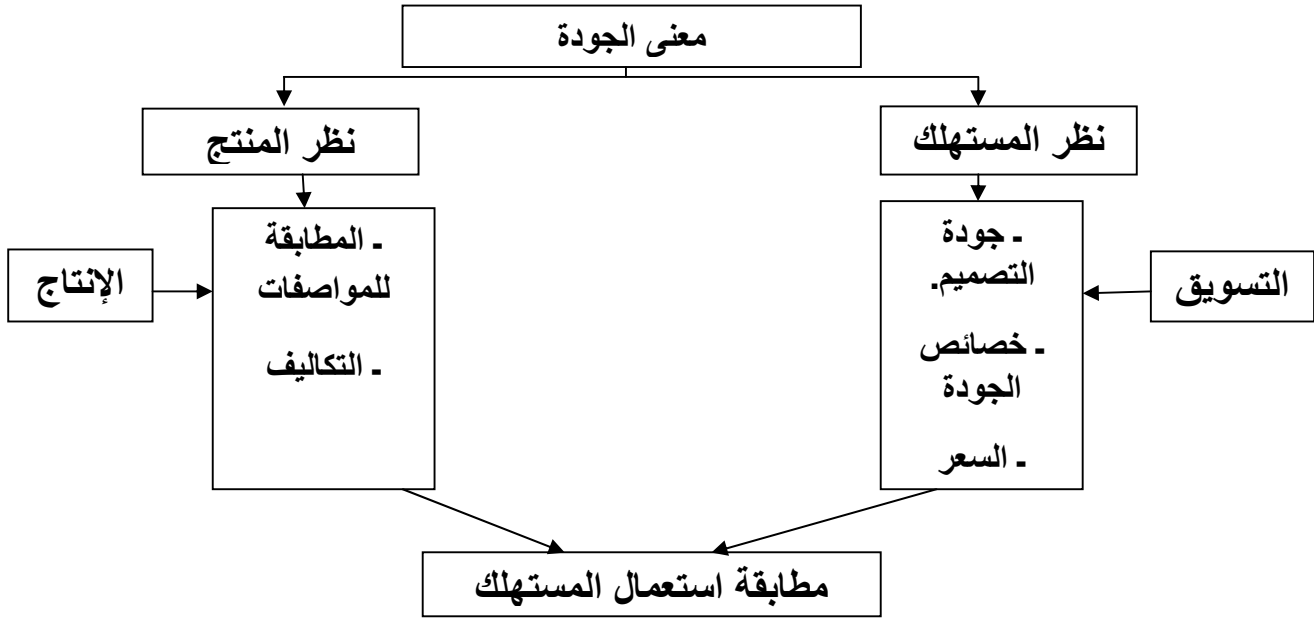 معنى الجودة
نظر المستهلك
نظر المنتج
ـ جودة
التصميم.
ـ خصائص
الجودة
ـ السعر
التسويق
ـ المطابقة
للمواصفات
ـ التكاليف
الإنتاج
مطابقة استعمال المستهلك